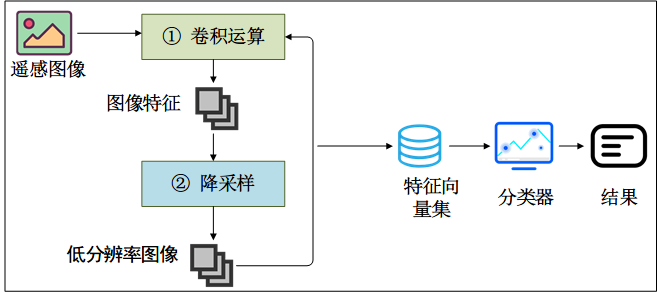 ① 卷积运算
遥感图像
图像特征
② 降采样
特征向
量集
分类器
结果
低分辨率图像